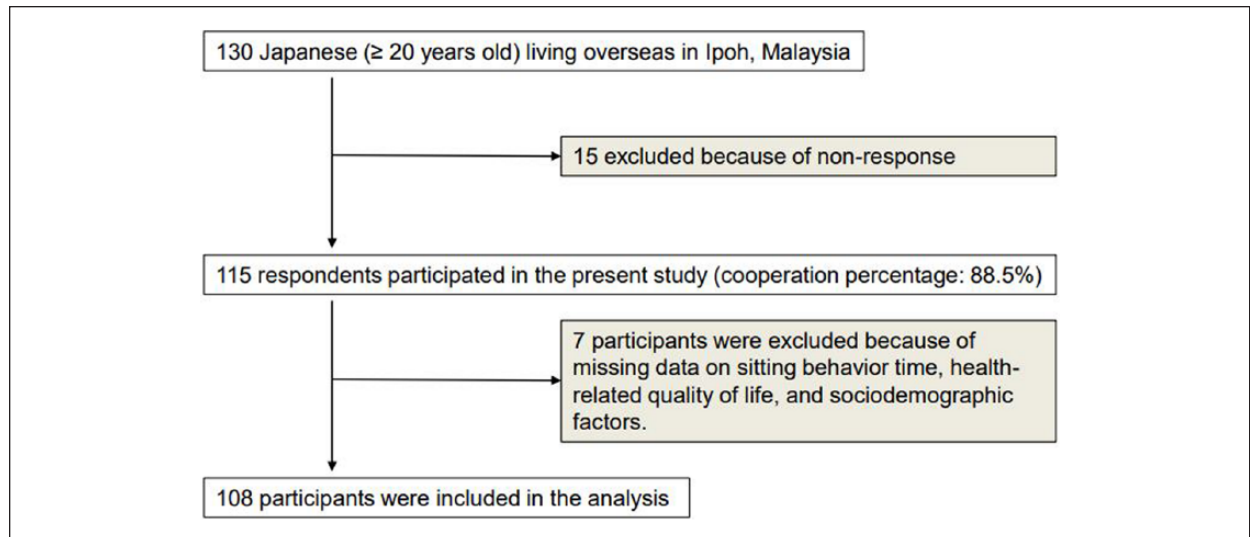 130 Japanese (≥ 20 years old) living overseas in Ipoh, Malaysia
15 excluded because of non-response
115 respondents participated in the present study (cooperation percentage: 88.5%)
7 participants were excluded because of
missing data on sitting behavior time, health-
related quality of life, and sociodemographic
factors.
108 participants were included in the analysis